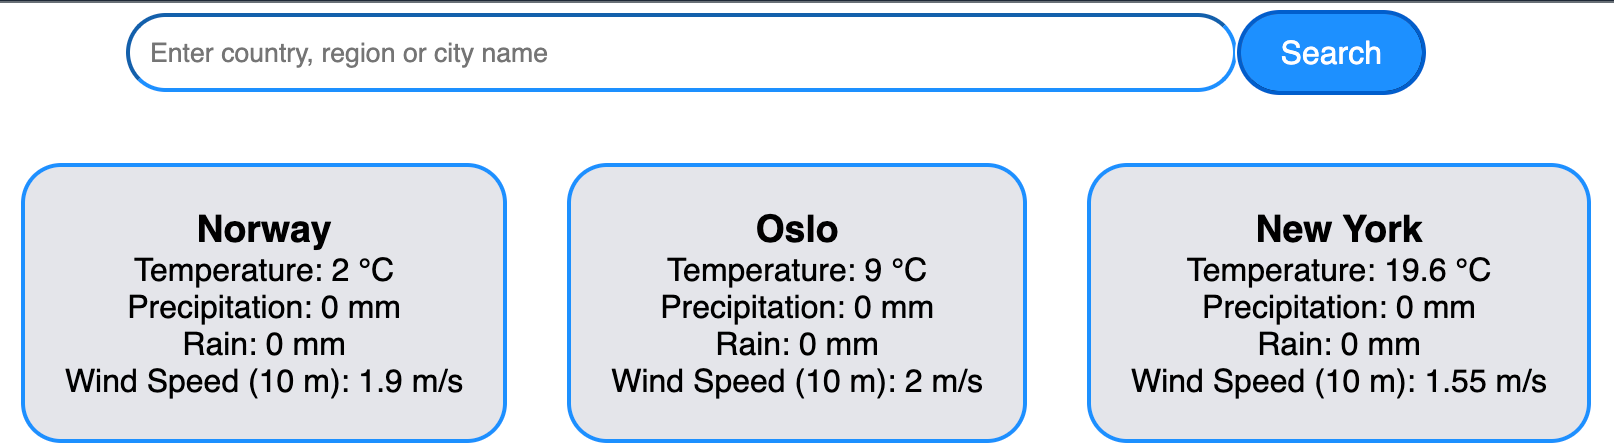 Enter country, region or city name
Search
Norway
Temperature: 2 °C
Precipitation: 0 mm
Rain: 0 mm
Wind Speed (10 m): 1.9 m/s
Oslo
Temperature: 9 °C
Precipitation: 0 mm
Rain: 0 mm
Wind Speed (10 m): 2 m/s
New York
Temperature: 19.6 °C
Precipitation: 0 mm
Rain: 0 mm
Wind Speed (10 m): 1.55 m/s